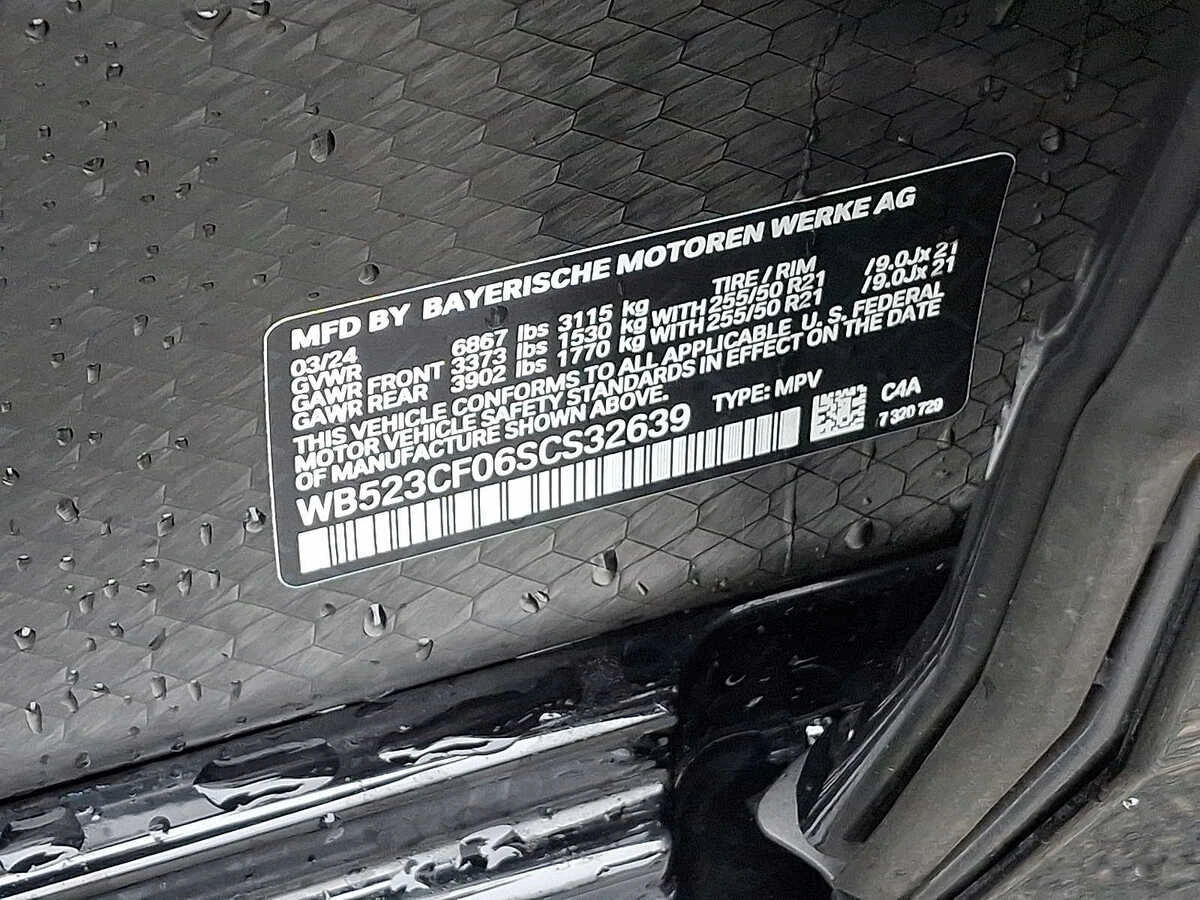 MFD BY BAYERISCHE MOTOREN WERKE AG
03/24 TIRE / RIM
GVWR 6867 lbs 3115 kg WITH 255/50 R21 /9.0Jx 21
GAWR FRONT 3373 lbs 1530 kg WITH 255/50 R21 /9.0Jx 21
GAWR REAR 3902 lbs 1770 kg
THIS VEHICLE CONFORMS TO ALL APPLICABLE U. S. FEDERAL
MOTOR VEHICLE SAFETY STANDARDS IN EFFECT ON THE DATE
OF MANUFACTURE SHOWN ABOVE.
WB523CF06SCS32639 TYPE: MPV C4A
7 320 729